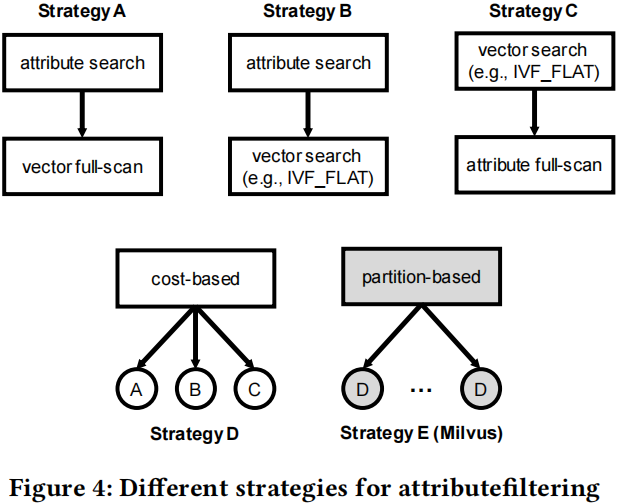 Strategy A
Strategy B
Strategy C
attribute search
attribute search
vector search
(e.g., IVF_FLAT)
vector full-scan
vector search
(e.g., IVF_FLAT)
attribute full-scan
cost-based
partition-based
A
B
C
D
...
D
Strategy D
Strategy E (Milvus)
Figure 4: Different strategies for attributefiltering